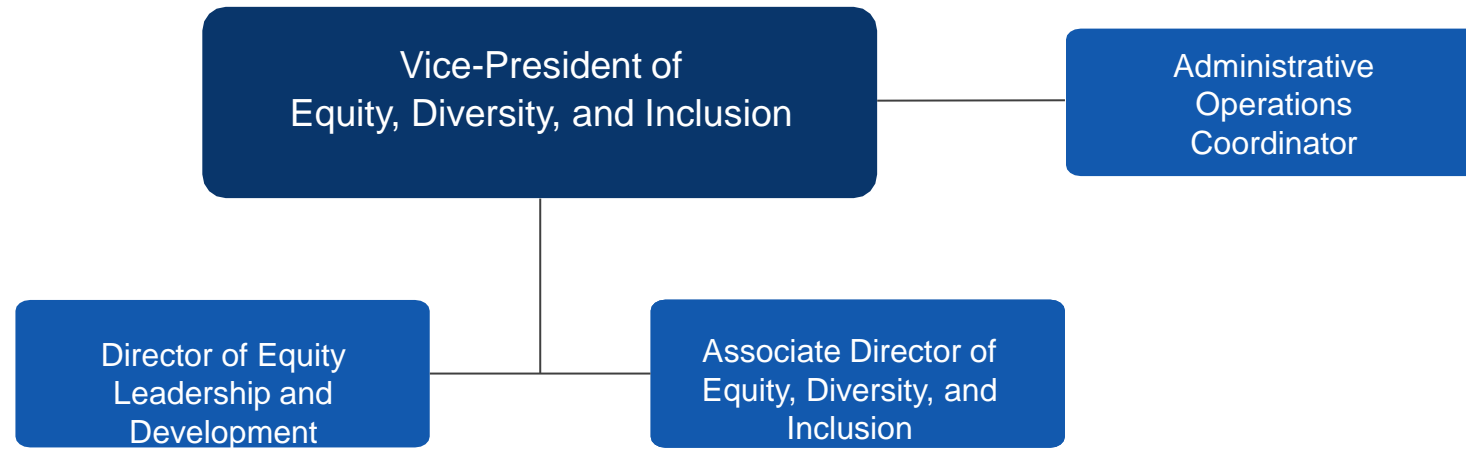 Vice-President of
Equity, Diversity, and Inclusion
Administrative
Operations
Coordinator
Director of Equity
Leadership and
Development
Associate Director of
Equity, Diversity, and
Inclusion